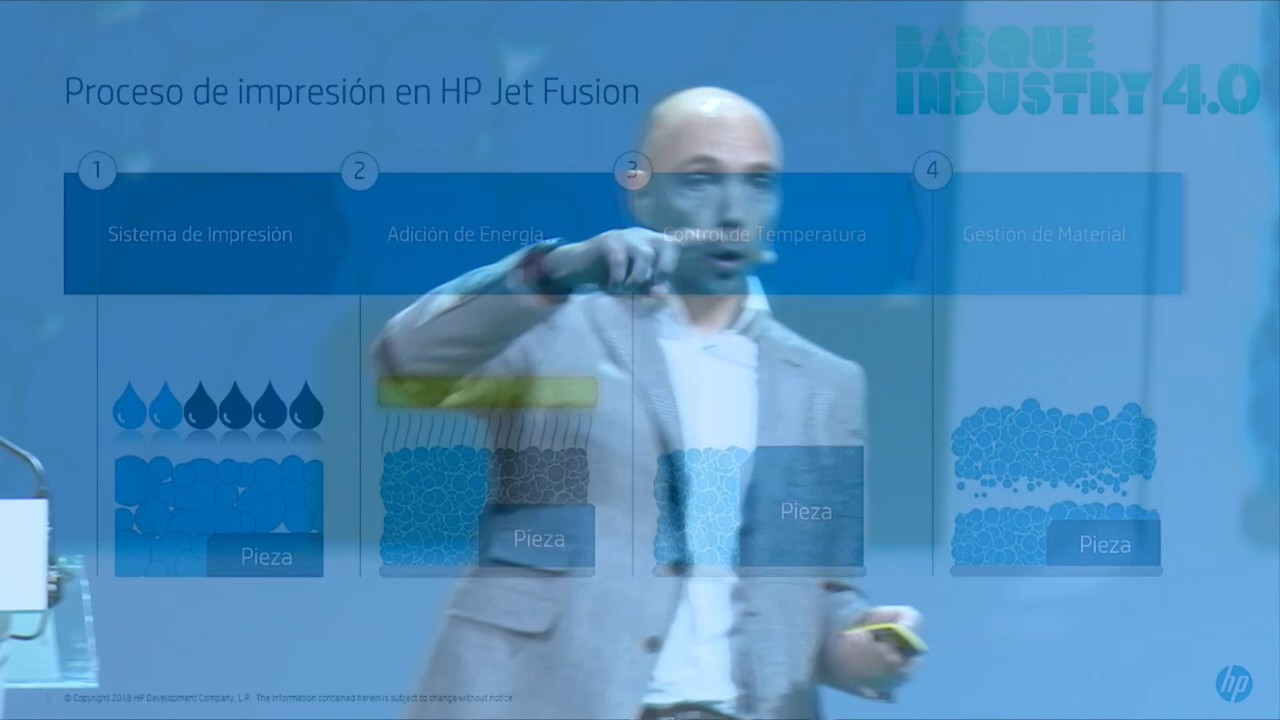 BASQUE
INDUSTRY 4.0
Proceso de impresión en HP Jet Fusion
1
2
3
4
Sistema de Impresión
Adición de Energía
Control de Temperatura
Gestión de Material
Pieza
Pieza
Pieza
Pieza
© Copyright 2018 HP Development Company, L.P. The information contained herein is subject to change without notice.
hp